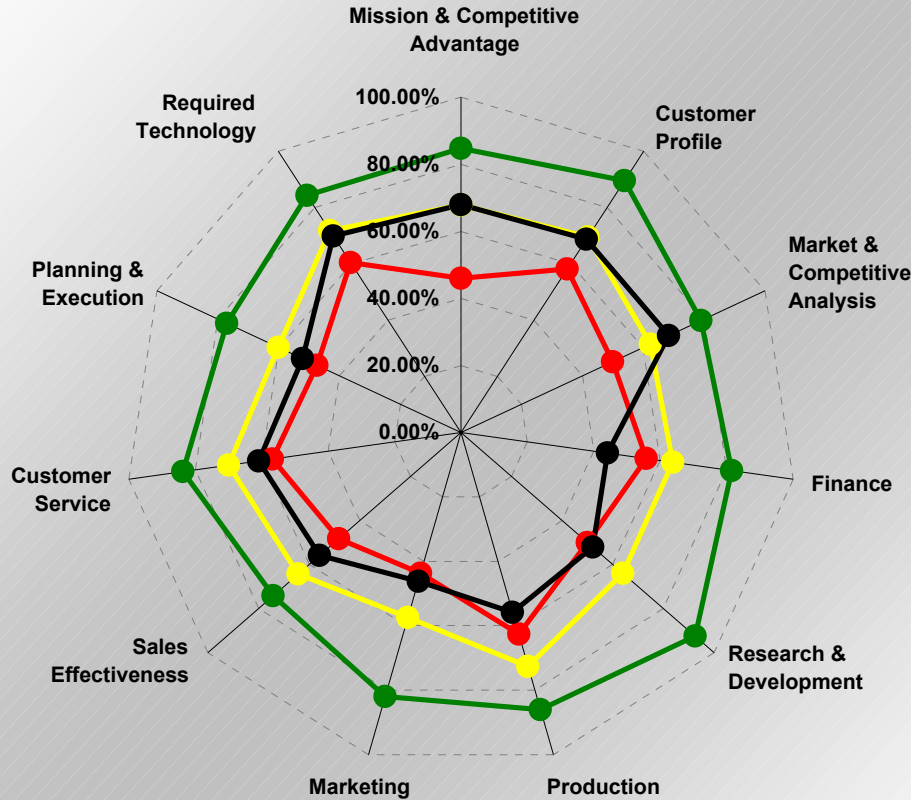 Mission & Competitive
Advantage
100.00%
80.00%
60.00%
40.00%
20.00%
0.00%
Customer
Profile
Market &
Competitive
Analysis
Finance
Research &
Development
Production
Marketing
Sales
Effectiveness
Customer
Service
Planning &
Execution
Required
Technology